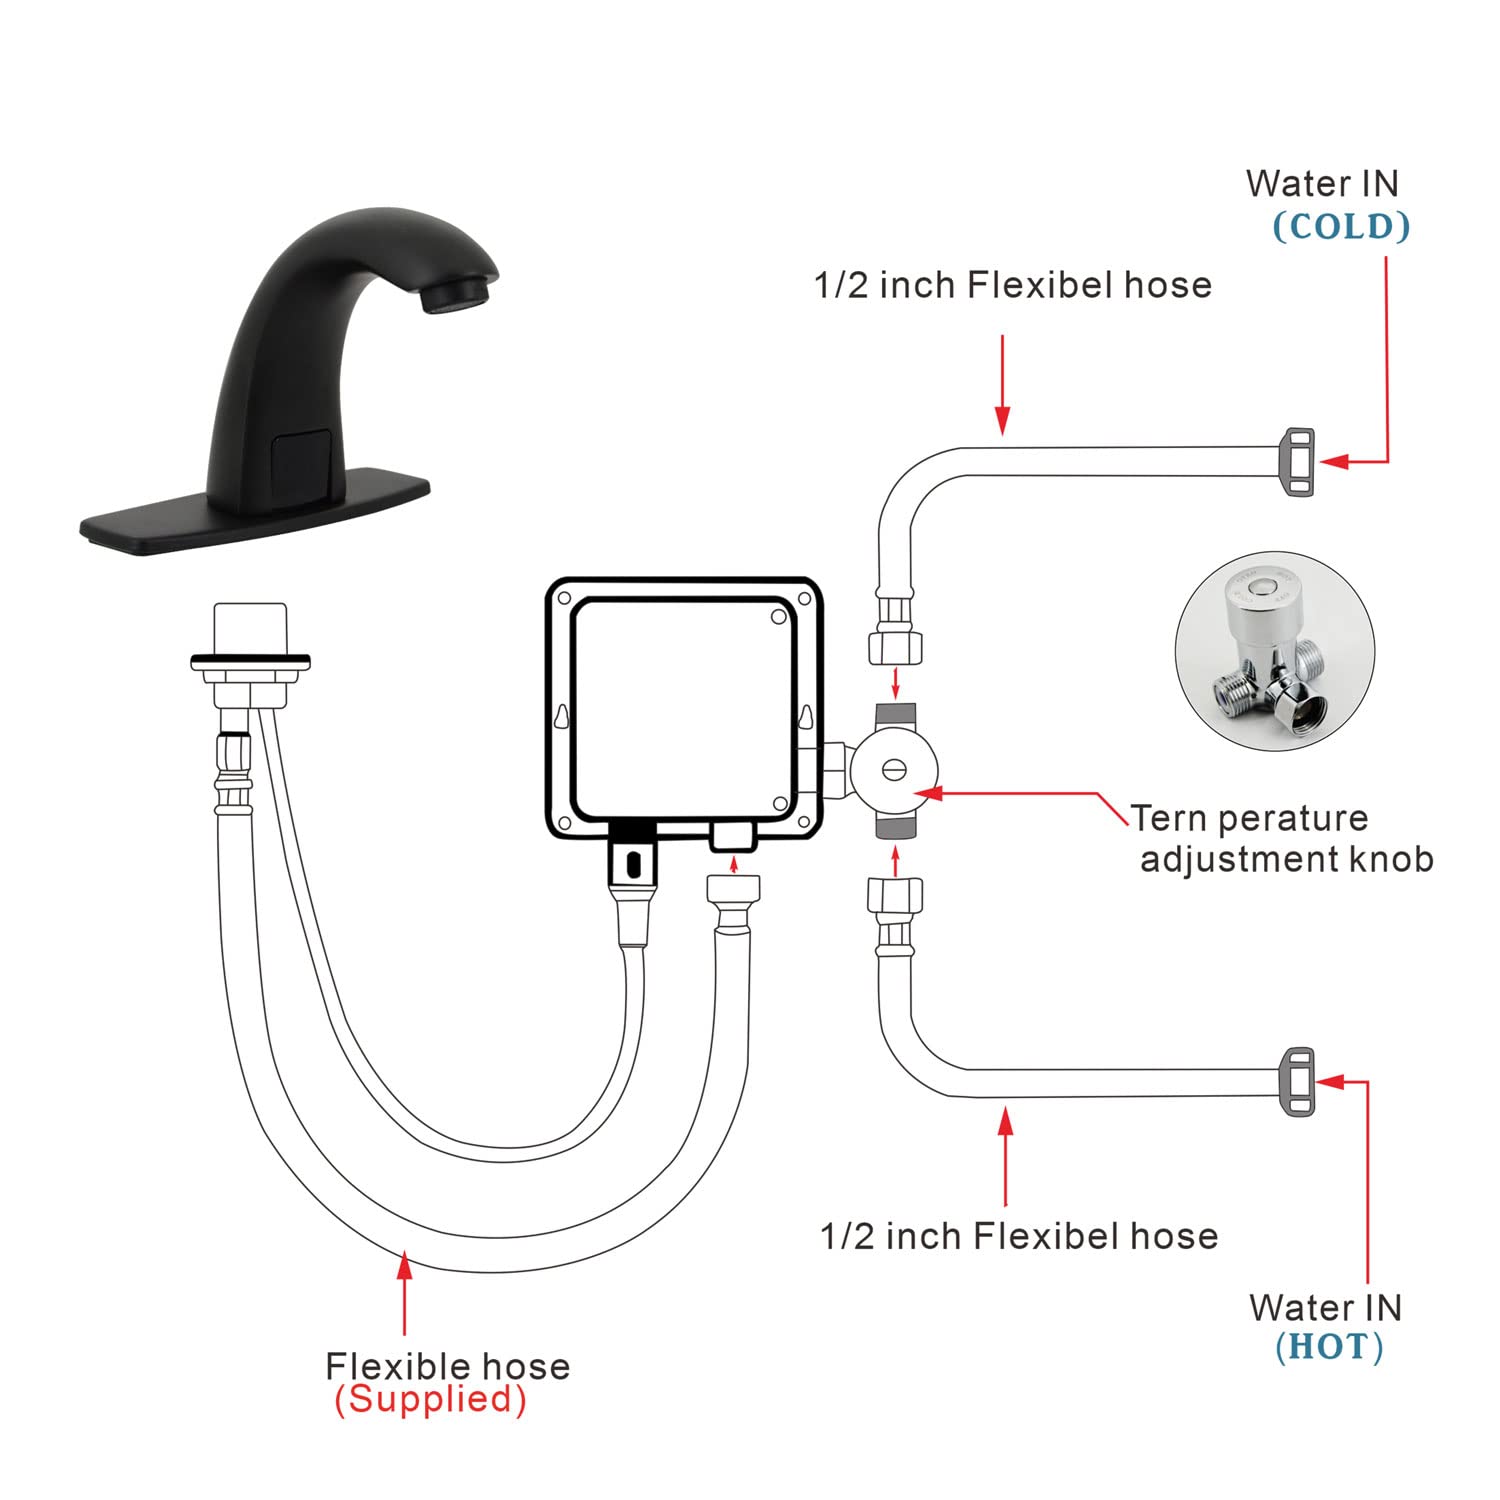 Water IN
(COLD)
1/2 inch Flexibel hose
Tern perature
adjustment knob
1/2 inch Flexibel hose
Water IN
(HOT)
Flexible hose
(Supplied)